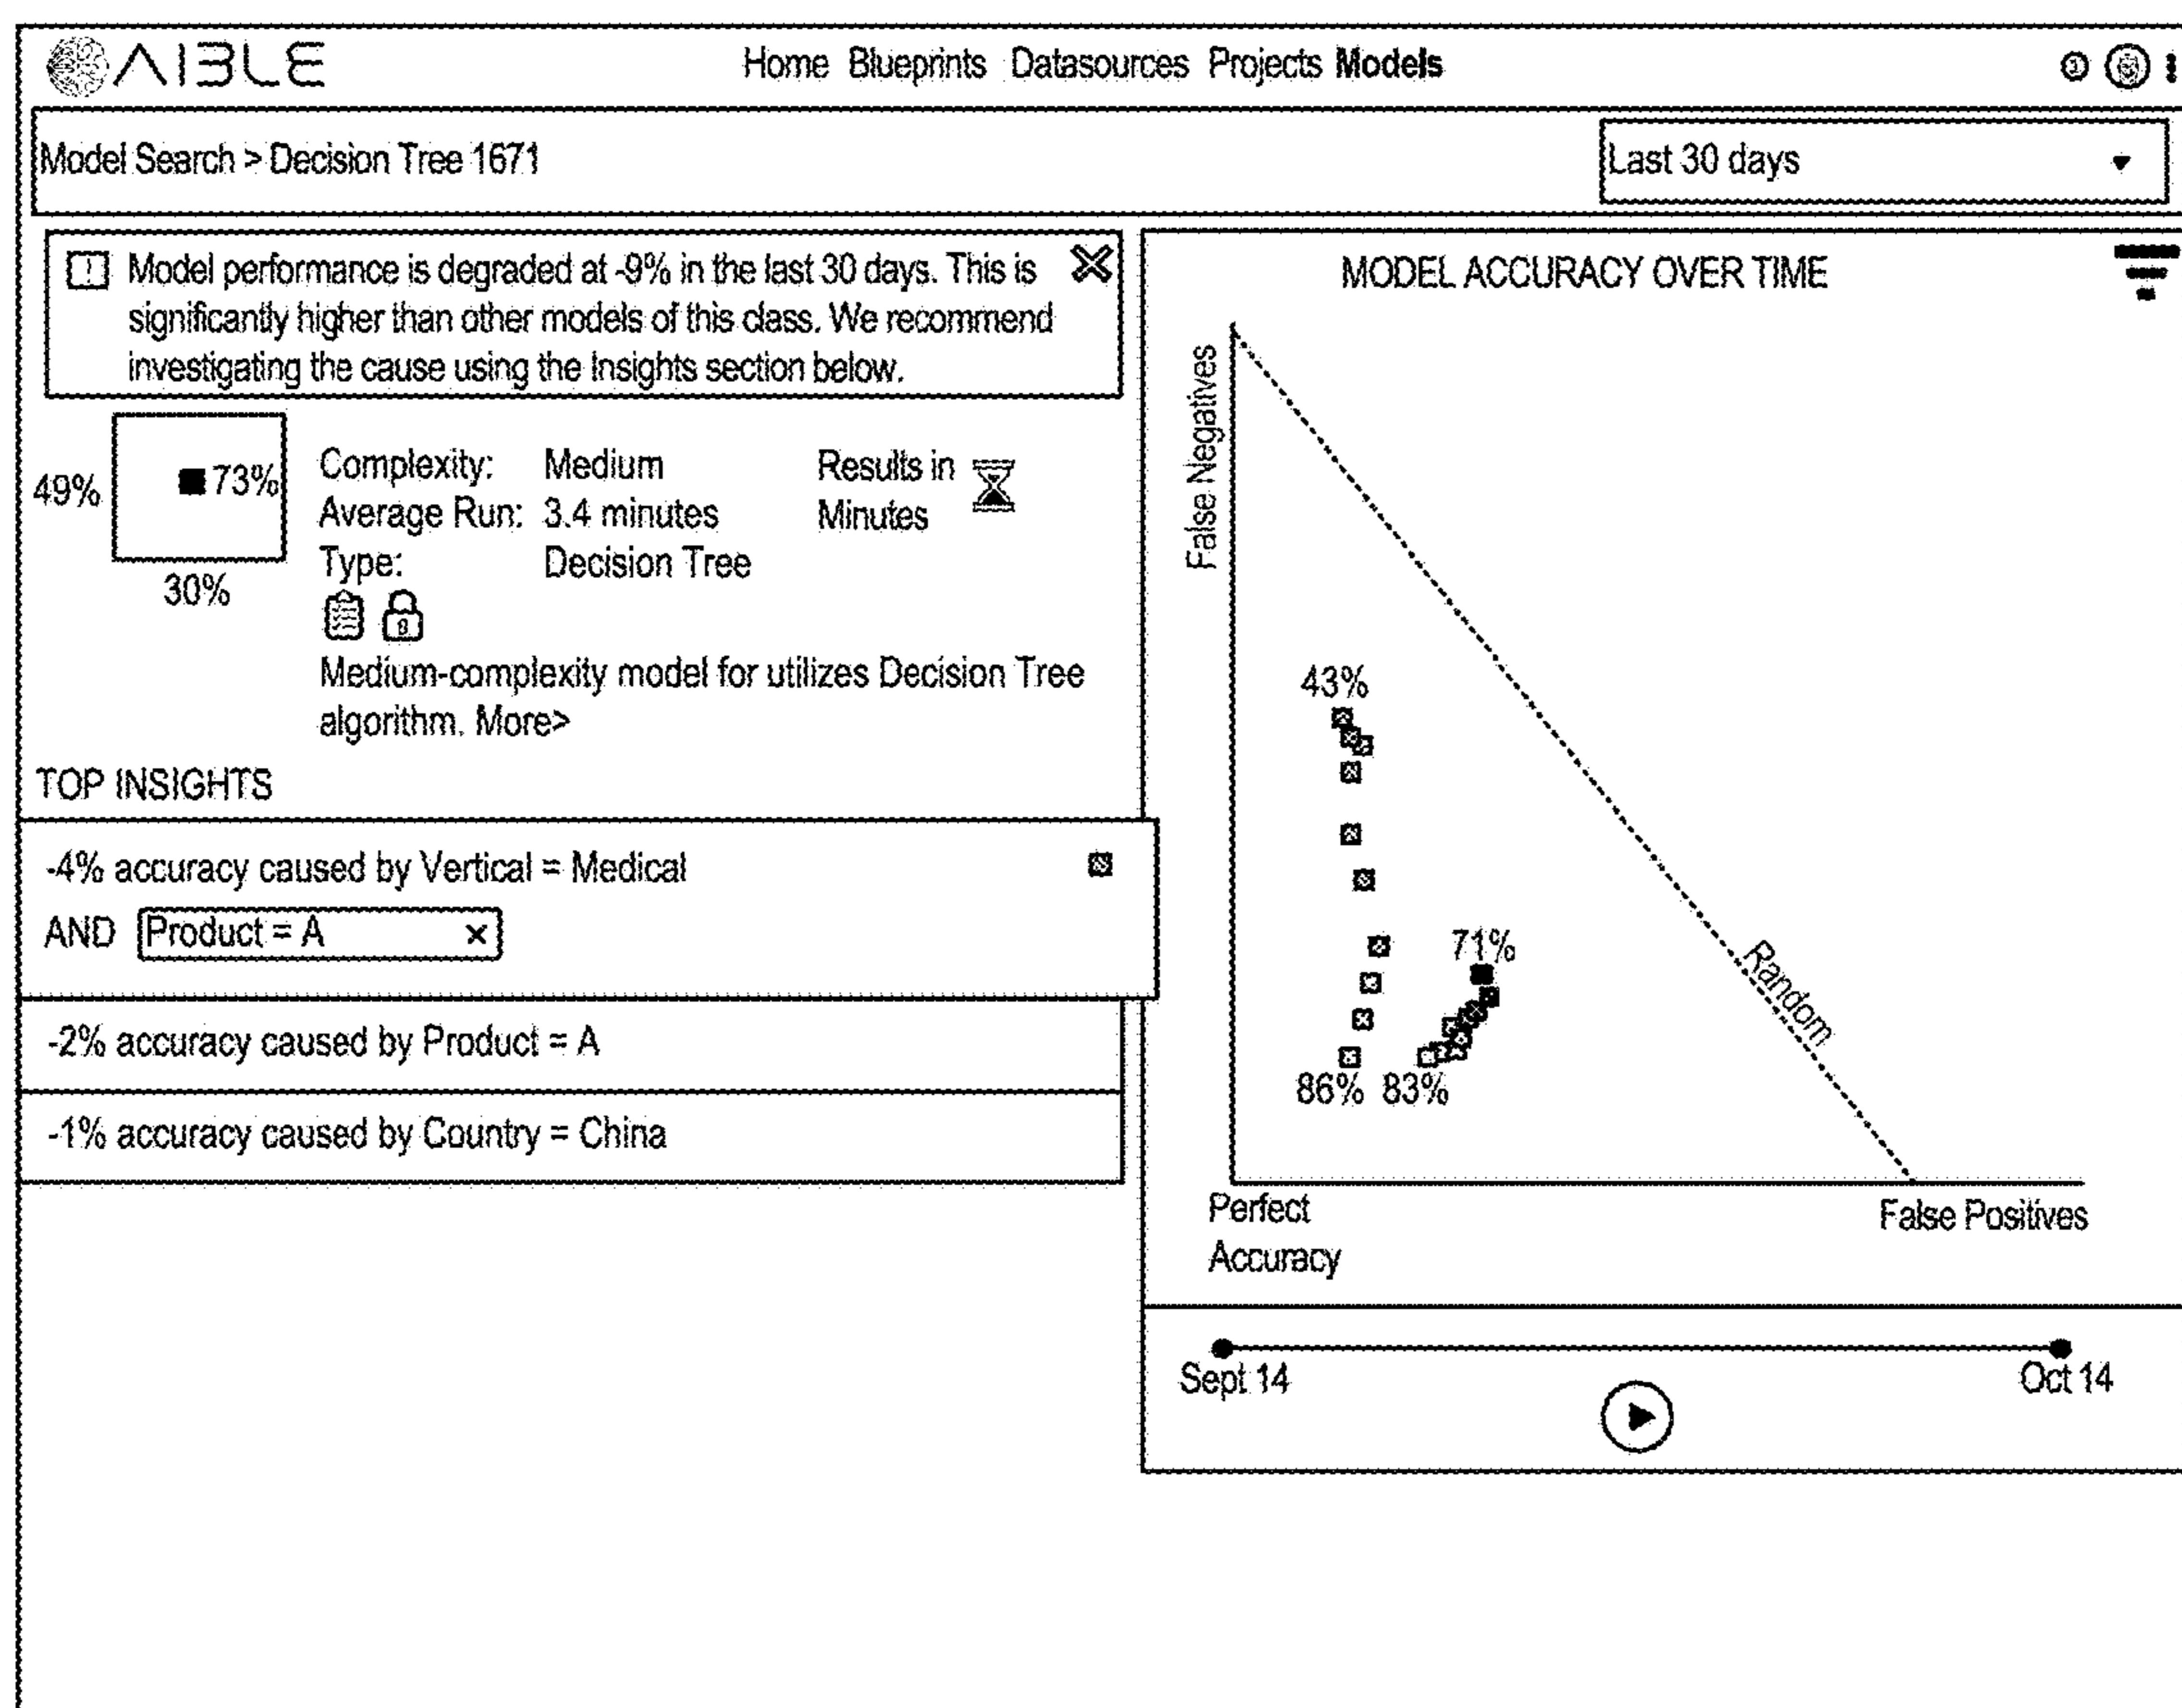 AIBLE
Home Blueprints Datasources Projects Models
Model Search > Decision Tree 1671
Last 30 days
Model performance is degraded at -9% in the last 30 days. This is
significantly higher than other models of this class. We recommend
investigating the cause using the Insights section below.
49%
73%
30%
Complexity: Medium
Average Run: 3.4 minutes
Type: Decision Tree
Results in
Minutes
Medium-complexity model for utilizes Decision Tree
algorithm. More>
TOP INSIGHTS
-4% accuracy caused by Vertical = Medical
AND Product = A ×
-2% accuracy caused by Product = A
-1% accuracy caused by Country = China
MODEL ACCURACY OVER TIME
False Negatives
43%
71%
Random
86% 83%
Perfect
Accuracy
False Positives
Sept 14
Oct 14